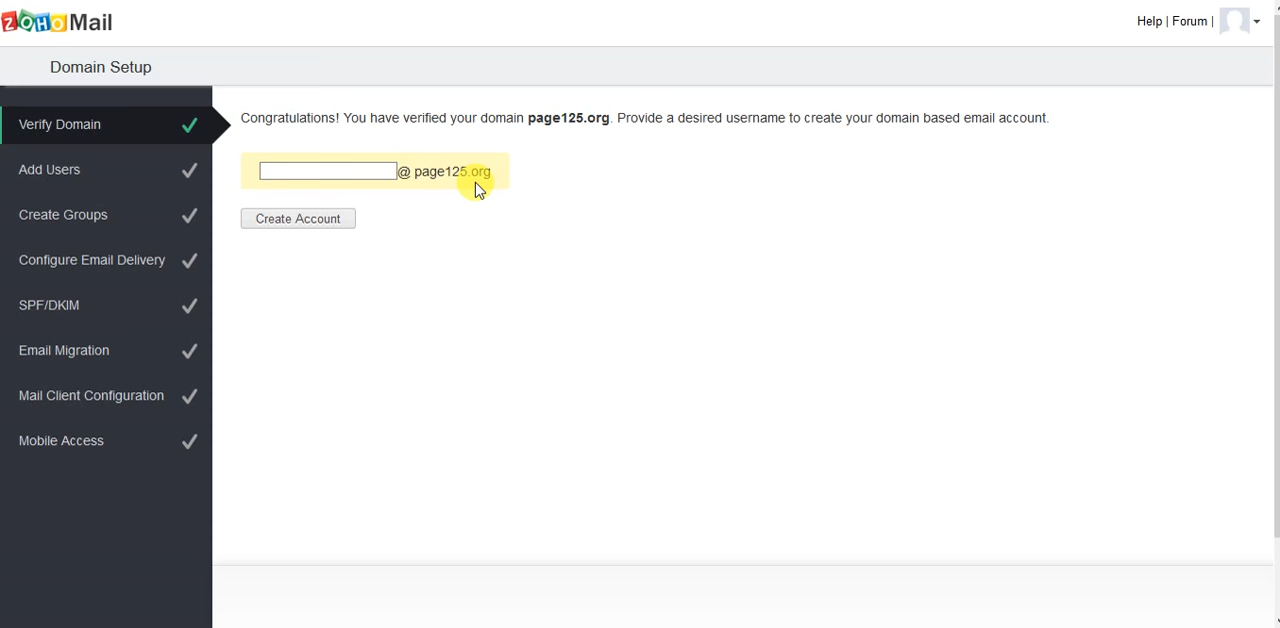 ZOHO Mail
Help | Forum |
Domain Setup
Verify Domain
Add Users
Create Groups
Configure Email Delivery
SPF/DKIM
Email Migration
Mail Client Configuration
Mobile Access
Congratulations! You have verified your domain page125.org. Provide a desired username to create your domain based email account.
@ page125.org
Create Account